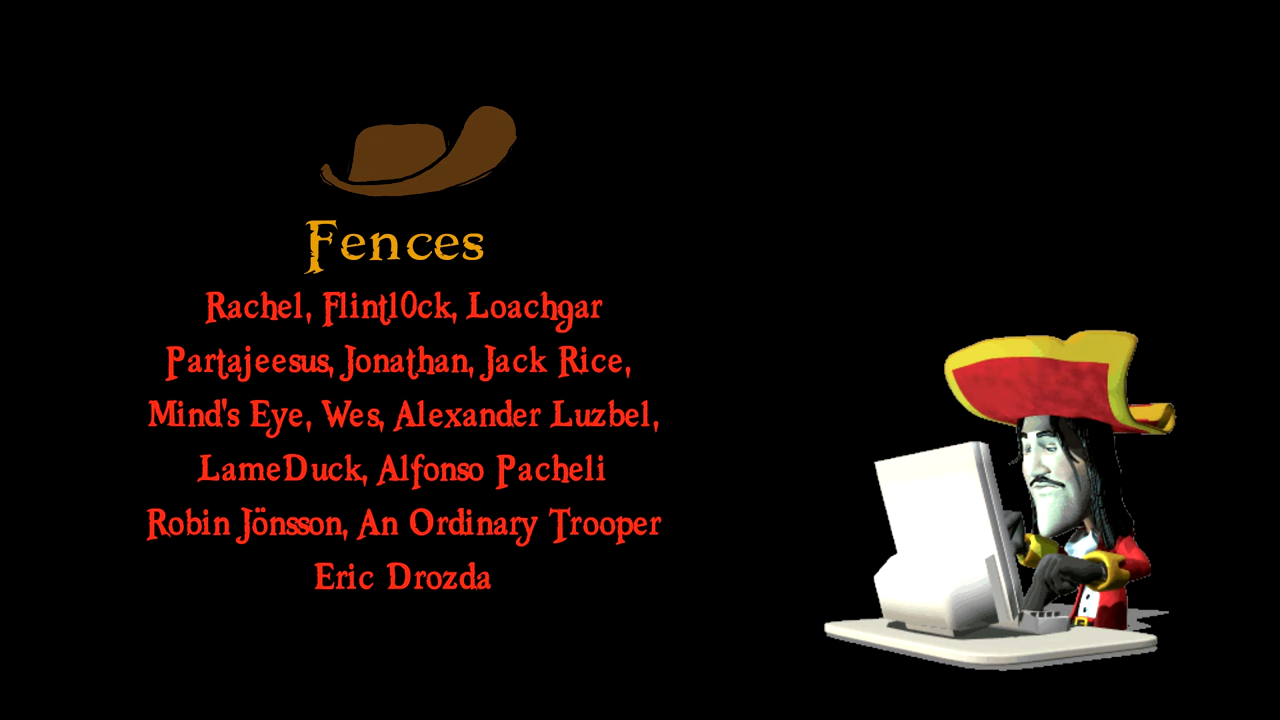 Fences
Rachel, Flintl0ck, Loachgar
Partajeesus, Jonathan, Jack Rice,
Mind's Eye, Wes, Alexander Luzbel,
LameDuck, Alfonso Pacheli
Robin Jönsson, An Ordinary Trooper
Eric Drozda